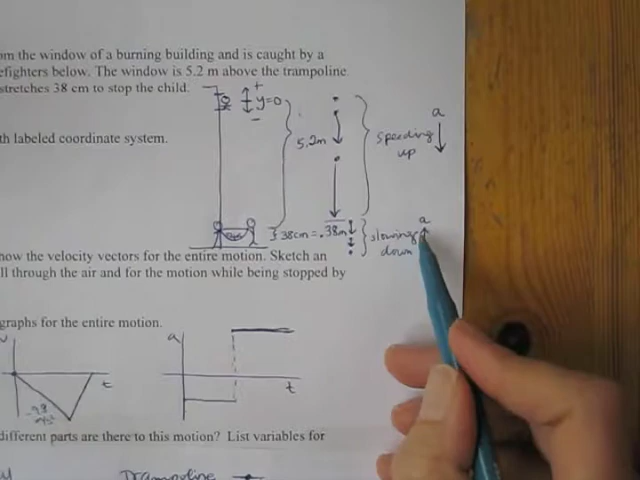 om the window of a burning building and is caught by a
efighters below. The window is 5.2 m above the trampoline.
stretches 38 cm to stop the child.
+
y=0
-
a
th labeled coordinate system.
5.2m
speeding
up
a
38cm = .38m
slowing
down
how the velocity vectors for the entire motion. Sketch an
ll through the air and for the motion while being stopped by
graphs for the entire motion.
v
a
t
t
-9.8
m/s²
different parts are there to this motion? List variables for
Trampoline